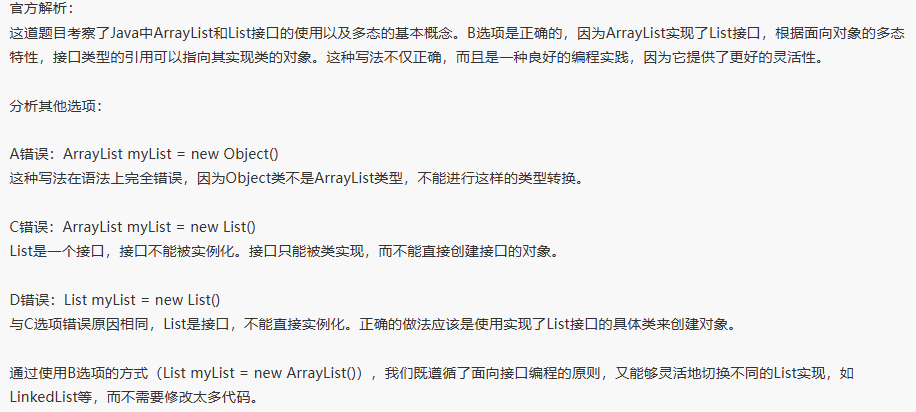 官方解析：
这道题目考察了Java中ArrayList和List接口的使用以及多态的基本概念。B选项是正确的，因为ArrayList实现了List接口，根据面向对象的多态
特性，接口类型的引用可以指向其实现类的对象。这种写法不仅正确，而且是一种良好的编程实践，因为它提供了更好的灵活性。
分析其他选项：
A错误：ArrayList myList = new Object()
这种写法在语法上完全错误，因为Object类不是ArrayList类型，不能进行这样的类型转换。
C错误：ArrayList myList = new List()
List是一个接口，接口不能被实例化。接口只能被类实现，而不能直接创建接口的对象。
D错误：List myList = new List()
与C选项错误原因相同，List是接口，不能直接实例化。正确的做法应该是使用实现了List接口的具体类来创建对象。
通过使用B选项的方式（List myList = new ArrayList()），我们既遵循了面向接口编程的原则，又能够灵活地切换不同的List实现，如
LinkedList等，而不需要修改太多代码。